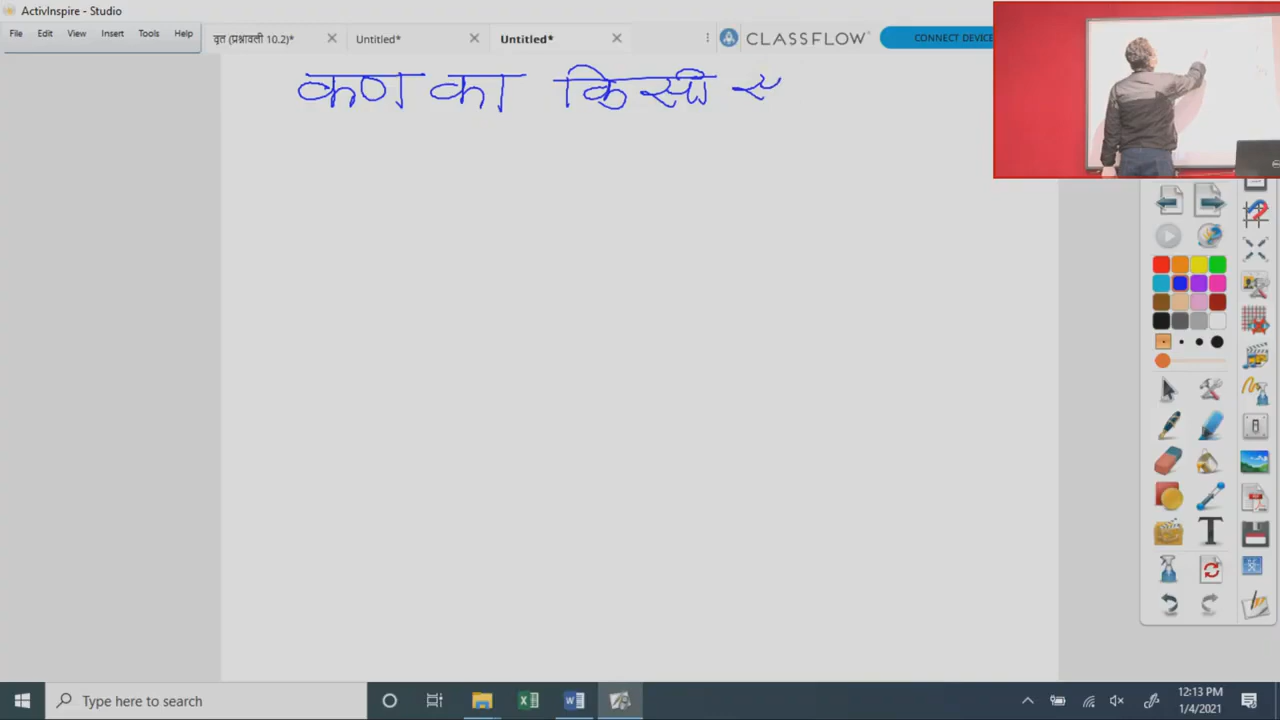 ActivInspire - Studio
File Edit View Insert Tools Help
वृत (प्रश्नावली 10.2)* Untitled* Untitled* CLASSFLOW CONNECT DEVICE
कण का किसी
Type here to search
12:13 PM
1/4/2021